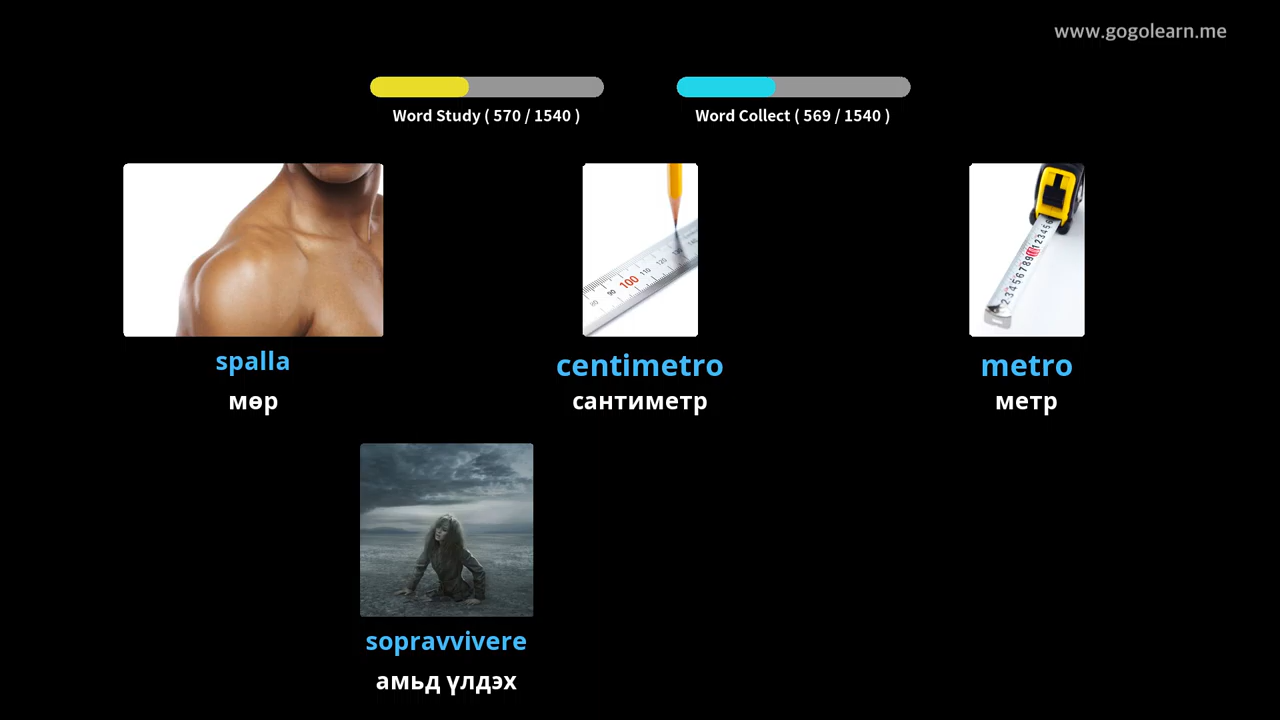 www.gogolearn.me
Word Study ( 570 / 1540 )
Word Collect ( 569 / 1540 )
spalla
centimetro
metro
мөр
сантиметр
метр
sopravvivere
амьд үлдэх